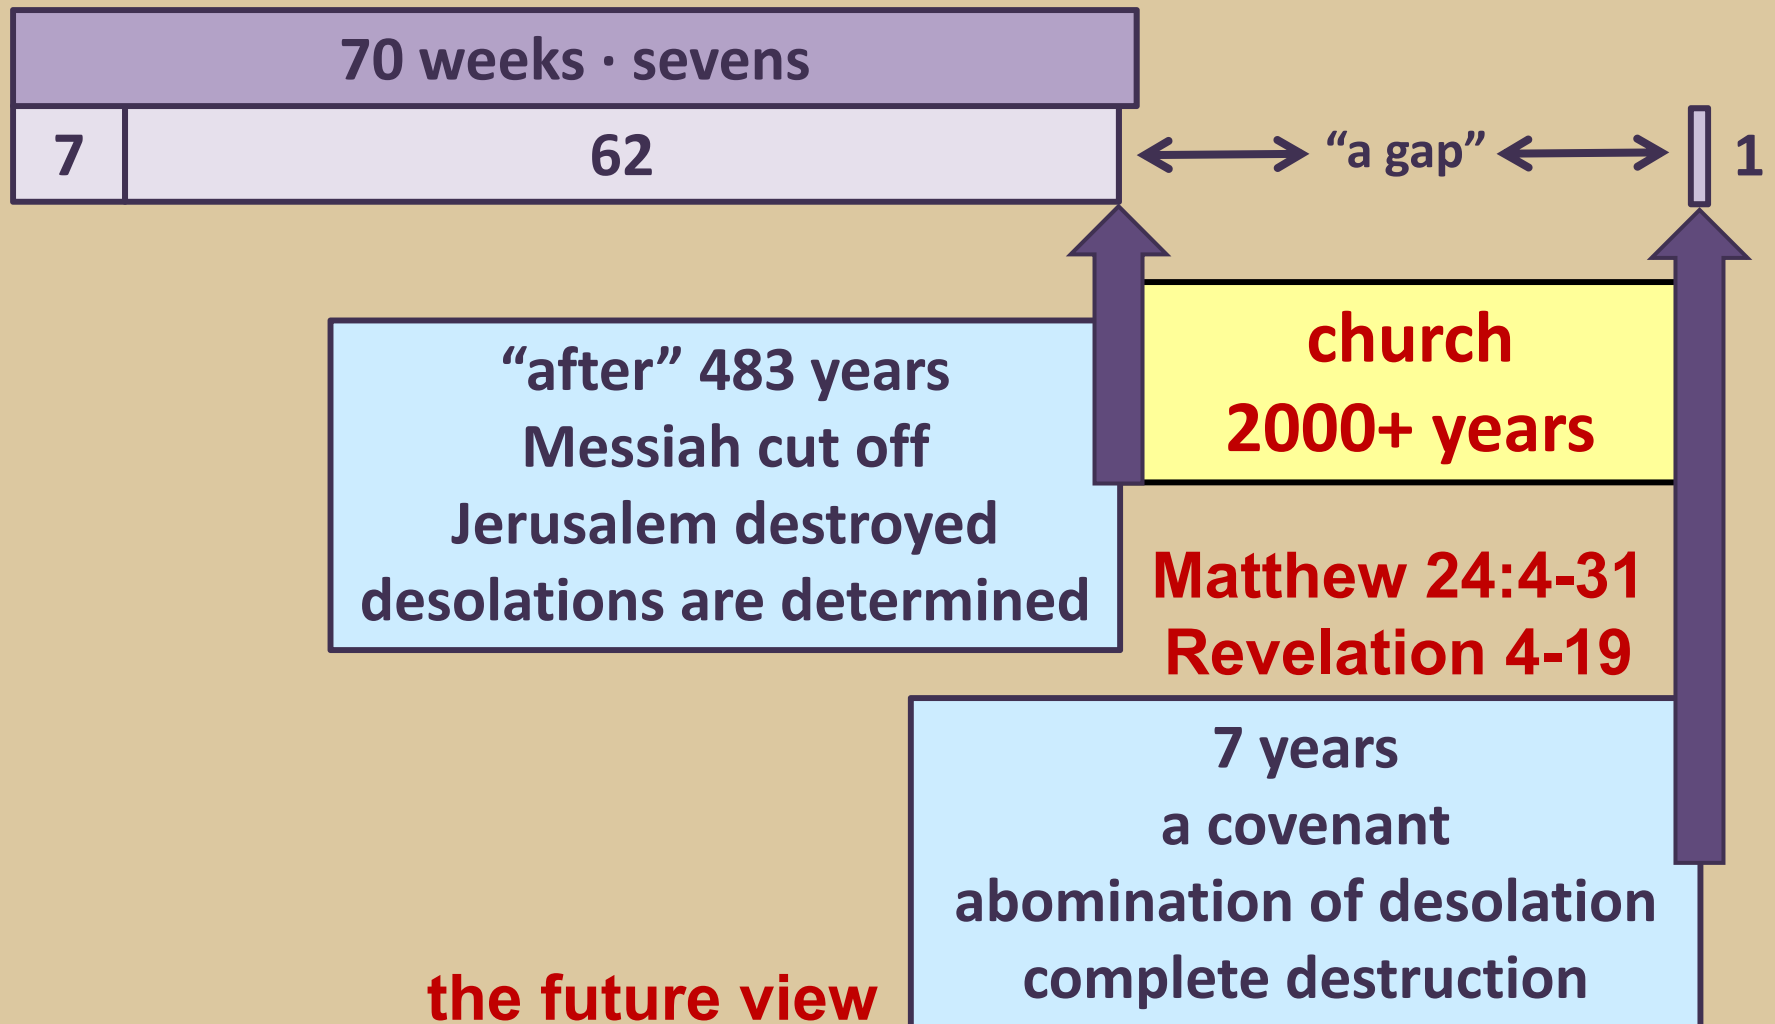 70 weeks · sevens
7
62
“a gap”
1
“after” 483 years
Messiah cut off
Jerusalem destroyed
desolations are determined
church
2000+ years
Matthew 24:4-31
Revelation 4-19
7 years
a covenant
abomination of desolation
complete destruction
the future view